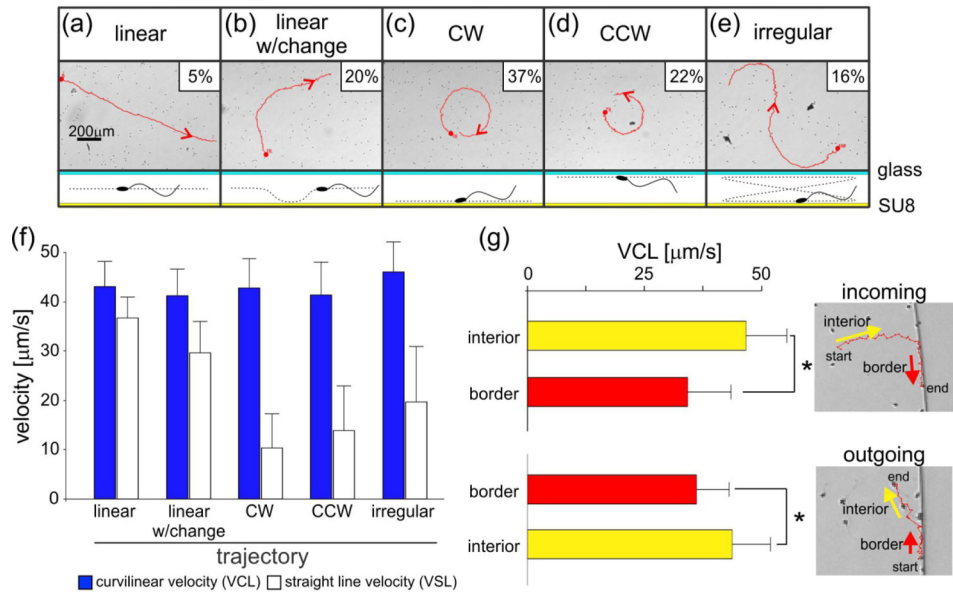 (a) linear
(b) linear w/change
(c) CW
(d) CCW
(e) irregular
5%
20%
37%
22%
16%
200μm
glass
SU8
(f)
velocity [μm/s]
50
40
30
20
10
0
linear
linear w/change
CW
CCW
irregular
trajectory
curvilinear velocity (VCL)
straight line velocity (VSL)
(g)
VCL [μm/s]
0
25
50
interior
border
*
incoming
interior
start
border
end
border
interior
*
outgoing
end
interior
border
start